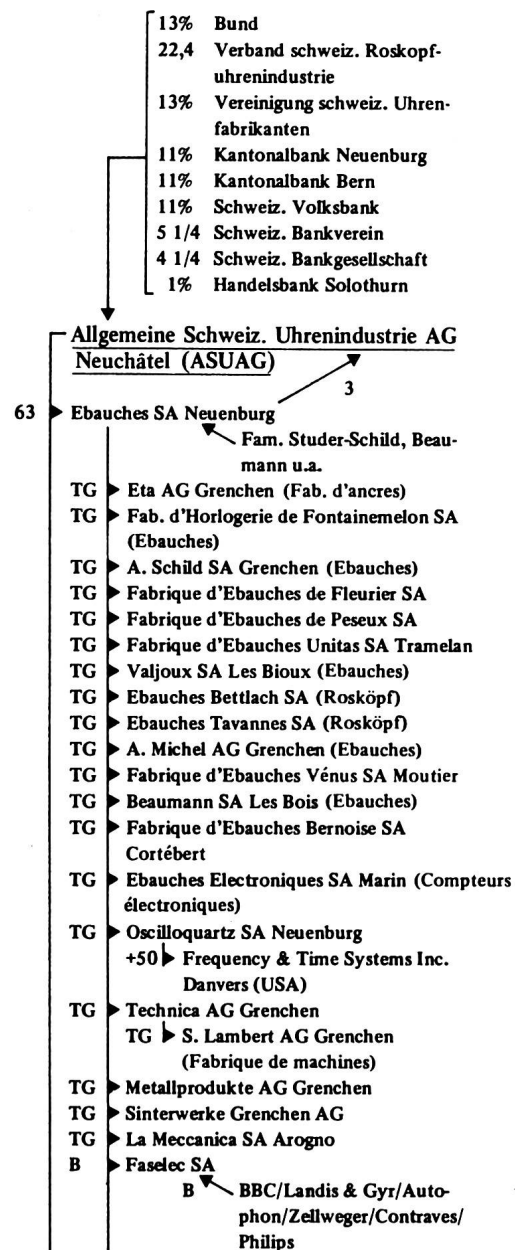 13% Bund
22,4 Verband schweiz. Roskopf-
uhrenindustrie
13% Vereinigung schweiz. Uhren-
fabrikanten
11% Kantonalbank Neuenburg
11% Kantonalbank Bern
11% Schweiz. Volksbank
5 1/4 Schweiz. Bankverein
4 1/4 Schweiz. Bankgesellschaft
1% Handelsbank Solothurn
Allgemeine Schweiz. Uhrenindustrie AG
Neuchâtel (ASUAG)
3
63 Ebauches SA Neuenburg
Fam. Studer-Schild, Beau-
mann u.a.
TG Eta AG Grenchen (Fab. d'ancres)
TG Fab. d'Horlogerie de Fontainemelon SA
(Ebauches)
TG A. Schild SA Grenchen (Ebauches)
TG Fabrique d'Ebauches de Fleurier SA
TG Fabrique d'Ebauches de Peseux SA
TG Fabrique d'Ebauches Unitas SA Tramelan
TG Valjoux SA Les Bioux (Ebauches)
TG Ebauches Bettlach SA (Rosköpf)
TG Ebauches Tavannes SA (Rosköpf)
TG A. Michel AG Grenchen (Ebauches)
TG Fabrique d'Ebauches Vénus SA Moutier
TG Beaumann SA Les Bois (Ebauches)
TG Fabrique d'Ebauches Bernoise SA
Cortébert
TG Ebauches Electroniques SA Marin (Compteurs
électroniques)
TG Oscilloquartz SA Neuenburg
+50 Frequency & Time Systems Inc.
Danvers (USA)
TG Technica AG Grenchen
TG S. Lambert AG Grenchen
(Fabrique de machines)
TG Metallprodukte AG Grenchen
TG Sinterwerke Grenchen AG
TG La Meccanica SA Arogno
B Faselec SA
B BBC/Landis & Gyr/Auto-
phon/Zellweger/Contraves/
Philips